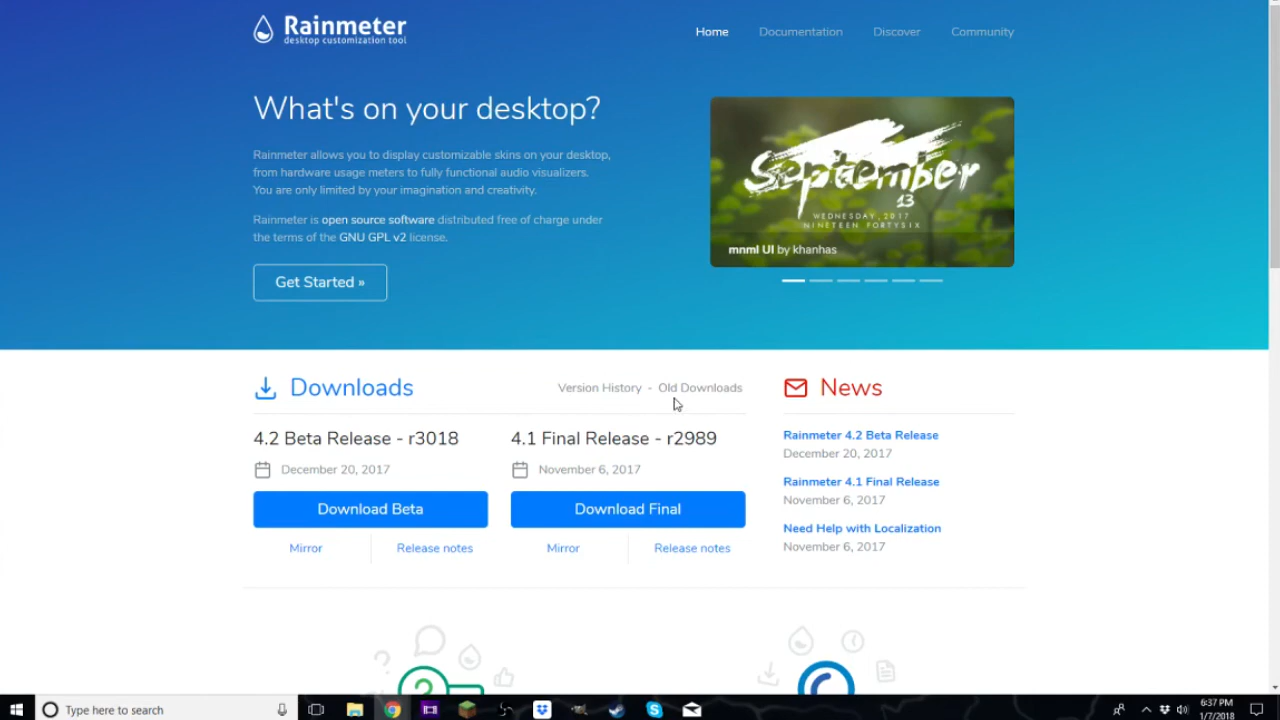 Rainmeter
desktop customization tool
Home
Documentation
Discover
Community
What's on your desktop?
Rainmeter allows you to display customizable skins on your desktop,
from hardware usage meters to fully functional audio visualizers.
You are only limited by your imagination and creativity.
Rainmeter is open source software distributed free of charge under
the terms of the GNU GPL v2 license.
Get Started »
September
13
WEDNESDAY, 2017
NINETEEN FORTYSIX
mnml UI by khanhas
Downloads
Version History - Old Downloads
4.2 Beta Release - r3018
December 20, 2017
Download Beta
Mirror
Release notes
4.1 Final Release - r2989
November 6, 2017
Download Final
Mirror
Release notes
News
Rainmeter 4.2 Beta Release
December 20, 2017
Rainmeter 4.1 Final Release
November 6, 2017
Need Help with Localization
November 6, 2017
Type here to search
6:37 PM
1/7/2018